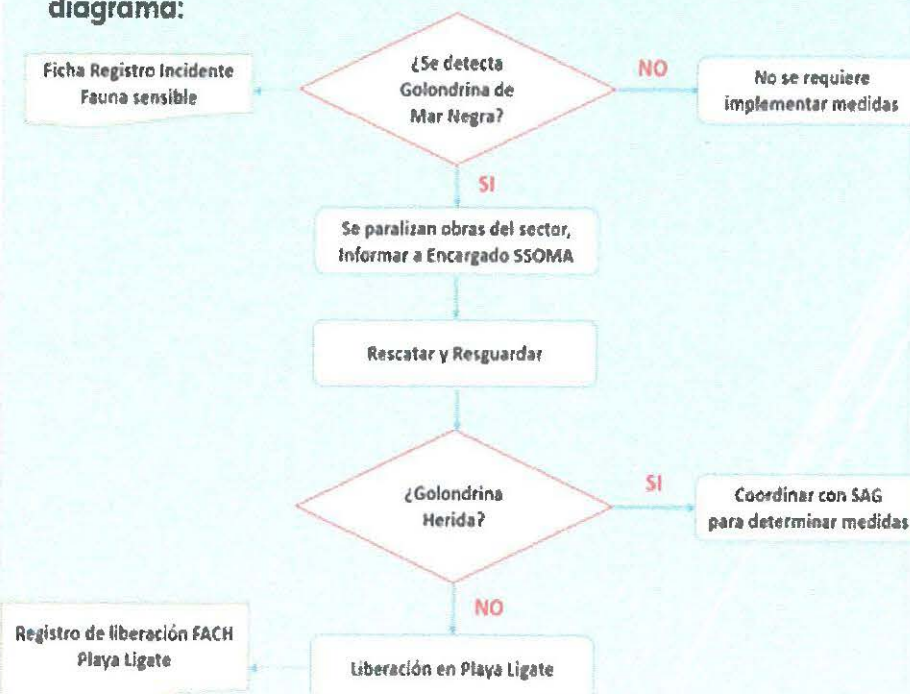 diagrama:
Ficha Registro Incidente
Fauna sensible
¿Se detecta
Golondrina de
Mar Negra?
NO
No se requiere
implementar medidas
SI
Se paralizan obras del sector,
Informar a Encargado SSOMA
Rescatar y Resguardar
¿Golondrina
Herida?
SI
Coordinar con SAG
para determinar medidas
NO
Registro de liberación FACH
Playa Ligate
Liberación en Playa Ligate